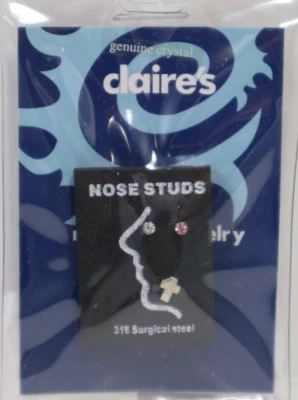 genuine crystal
claire's
NOSE STUDS
316 Surgical steel